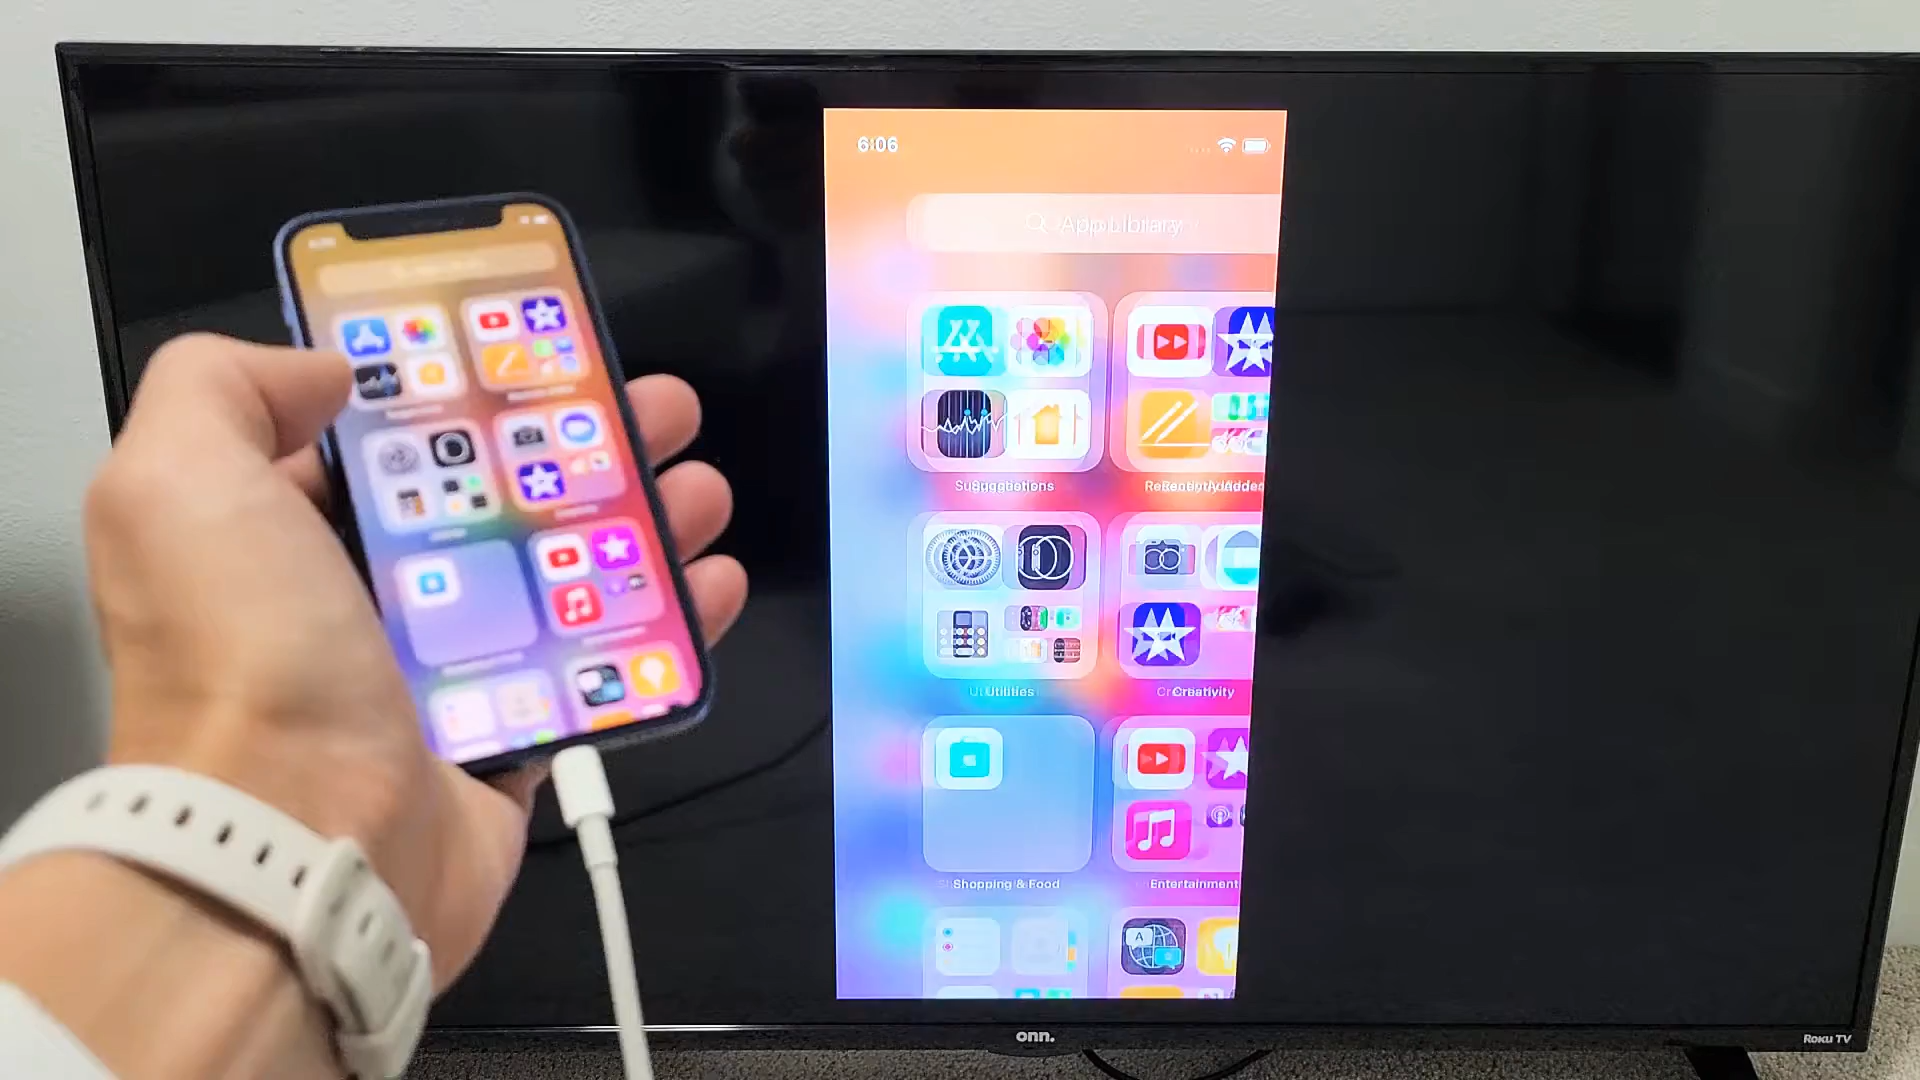 6:06
App Library
Suggestions
Recently Added
Utilities
Creativity
Shopping & Food
Entertainment
A
onn.
Roku TV